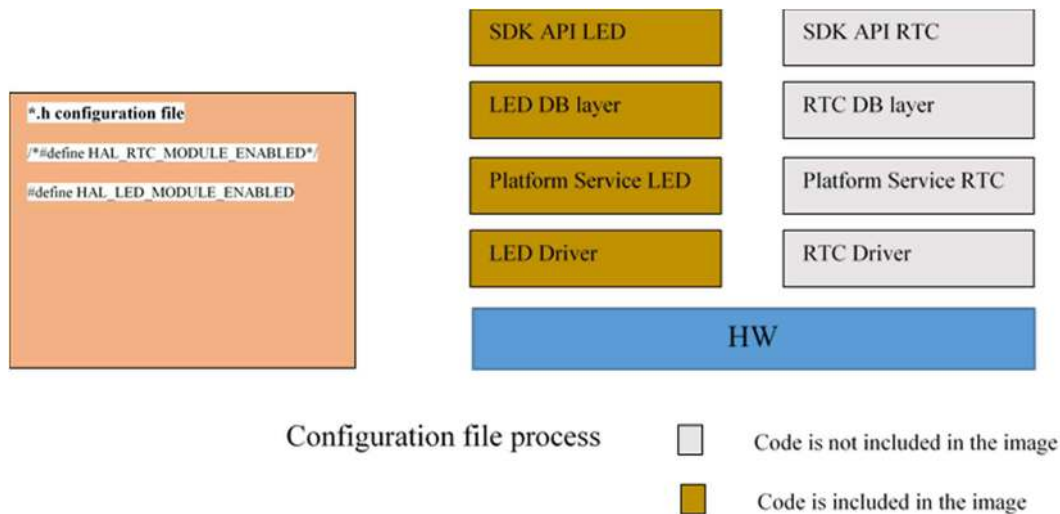 *.h configuration file
/*#define HAL_RTC_MODULE_ENABLED*/
#define HAL_LED_MODULE_ENABLED
SDK API LED
SDK API RTC
LED DB layer
RTC DB layer
Platform Service LED
Platform Service RTC
LED Driver
RTC Driver
HW
Configuration file process
Code is not included in the image
Code is included in the image